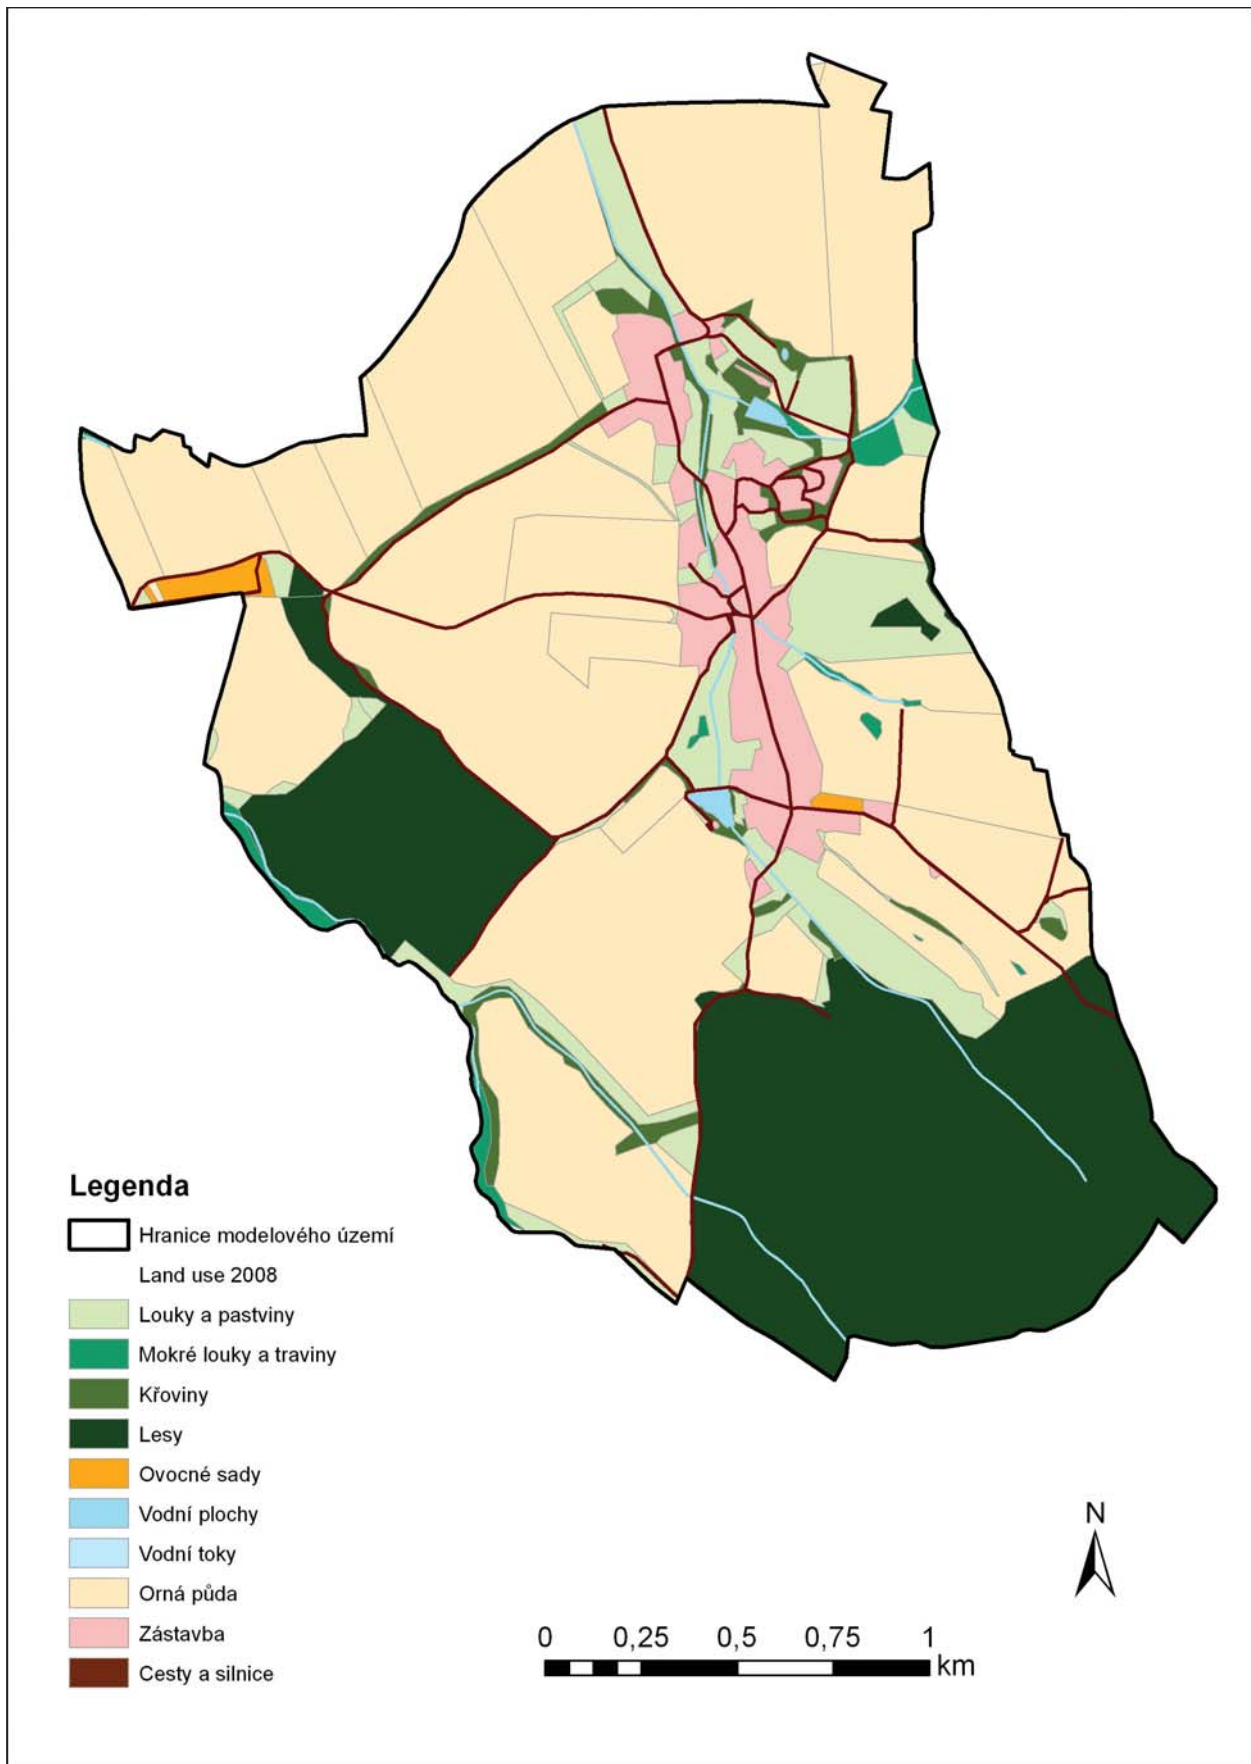 Legenda
Hranice modelového území
Land use 2008
Louky a pastviny
Mokré louky a traviny
Křoviny
Lesy
Ovocné sady
Vodní plochy
Vodní toky
Orná půda
Zástavba
Cesty a silnice
N
0 0,25 0,5 0,75 1
km